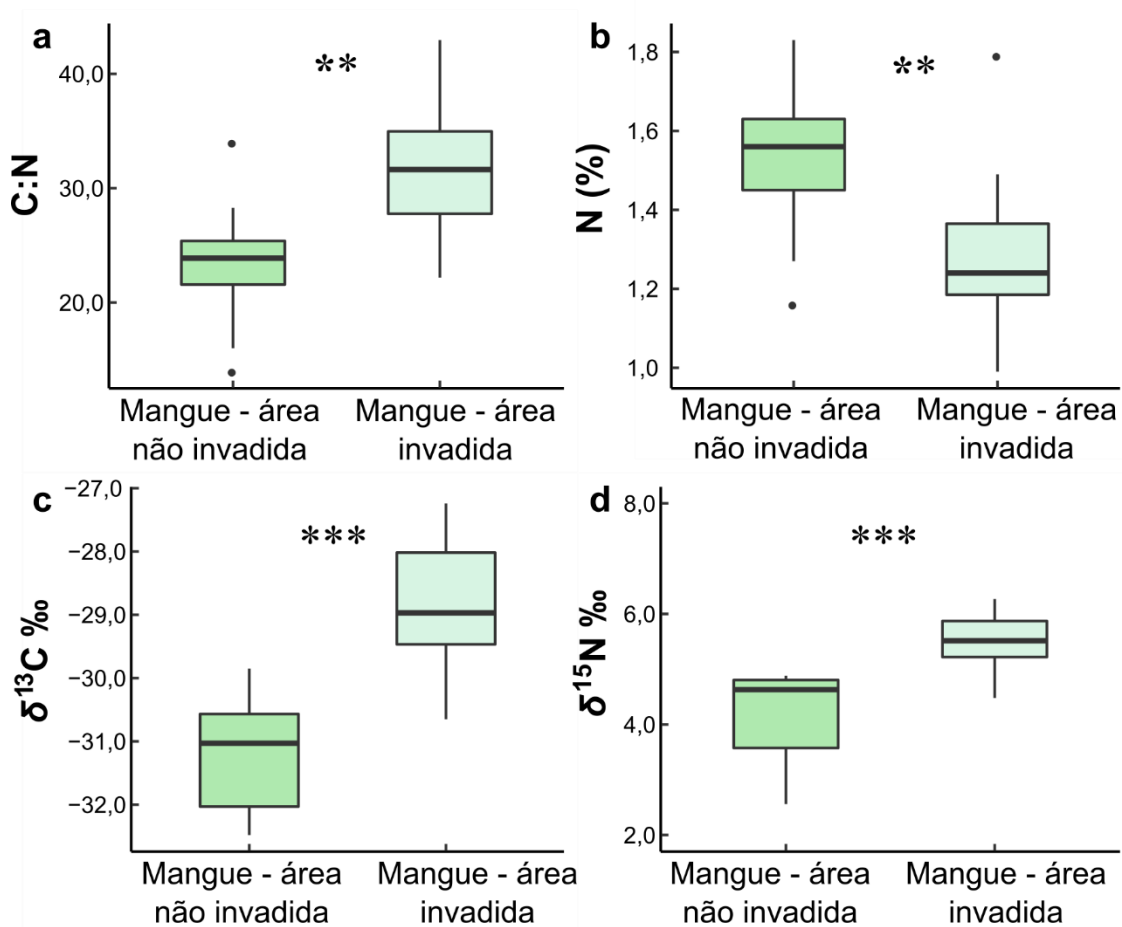 a
**
C:N
40,0
30,0
20,0
Mangue - área
não invadida
Mangue - área
invadida
b
**
N (%)
1,8
1,6
1,4
1,2
1,0
Mangue - área
não invadida
Mangue - área
invadida
c
***
δ¹³C ‰
−27,0
−28,0
−29,0
−30,0
−31,0
−32,0
Mangue - área
não invadida
Mangue - área
invadida
d
***
δ¹⁵N ‰
8,0
6,0
4,0
2,0
Mangue - área
não invadida
Mangue - área
invadida